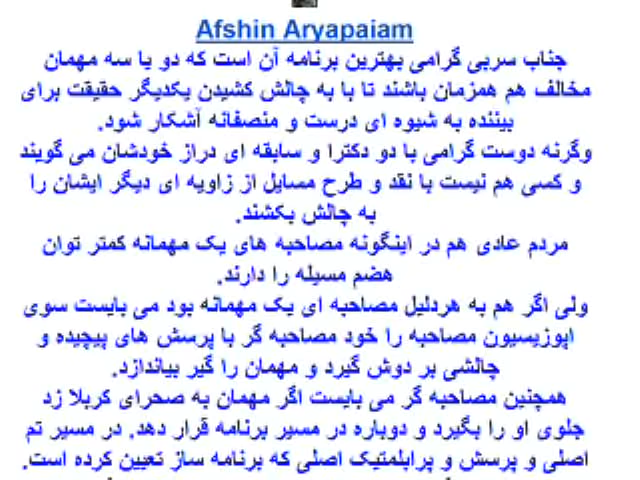 Afshin Aryapaiam
جناب سربی گرامی بهترین برنامه آن است که دو یا سه مهمان
مخالف هم همزمان باشند تا با به چالش کشیدن یکدیگر حقیقت برای
بیننده به شیوه ای درست و منصفانه آشکار شود.
وگرنه دوست گرامی با دو دکترا و سابقه ای دراز خودشان می گویند
و کسی هم نیست با نقد و طرح مسایل از زاویه ای دیگر ایشان را
به چالش بکشند.
مردم عادی هم در اینگونه مصاحبه های یک مهمانه کمتر توان
هضم مسیله را دارند.
ولی اگر هم به هردلیل مصاحبه ای یک مهمانه بود می بایست سوی
اپوزیسیون مصاحبه را خود مصاحبه گر با پرسش های پیچیده و
چالشی بر دوش گیرد و مهمان را گیر بیاندازد.
همچنین مصاحبه گر می بایست اگر مهمان به صحرای کربلا زد
جلوی او را بگیرد و دوباره در مسیر برنامه قرار دهد. در مسیر تم
اصلی و پرسش و پرابلمتیک اصلی که برنامه ساز تعیین کرده است.